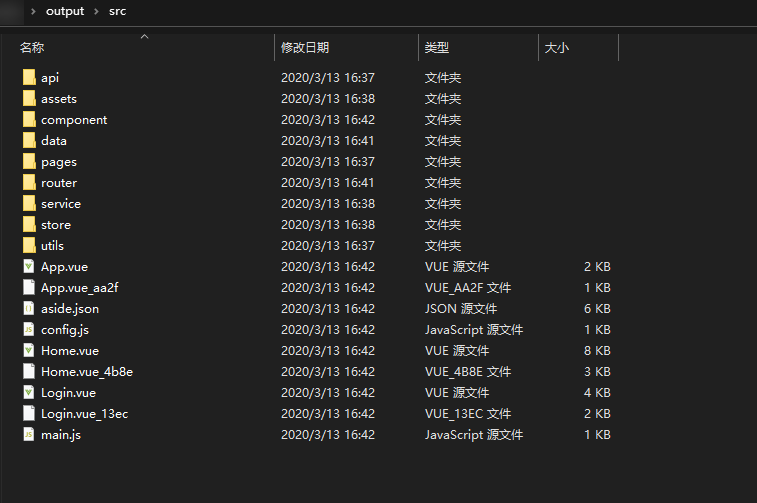 output > src
名称 修改日期 类型 大小
api 2020/3/13 16:37 文件夹
assets 2020/3/13 16:38 文件夹
component 2020/3/13 16:42 文件夹
data 2020/3/13 16:41 文件夹
pages 2020/3/13 16:37 文件夹
router 2020/3/13 16:41 文件夹
service 2020/3/13 16:38 文件夹
store 2020/3/13 16:38 文件夹
utils 2020/3/13 16:37 文件夹
App.vue 2020/3/13 16:42 VUE 源文件 2 KB
App.vue_aa2f 2020/3/13 16:42 VUE_AA2F 文件 1 KB
aside.json 2020/3/13 16:42 JSON 源文件 6 KB
config.js 2020/3/13 16:42 JavaScript 源文件 1 KB
Home.vue 2020/3/13 16:42 VUE 源文件 8 KB
Home.vue_4b8e 2020/3/13 16:42 VUE_4B8E 文件 3 KB
Login.vue 2020/3/13 16:42 VUE 源文件 4 KB
Login.vue_13ec 2020/3/13 16:42 VUE_13EC 文件 2 KB
main.js 2020/3/13 16:42 JavaScript 源文件 1 KB